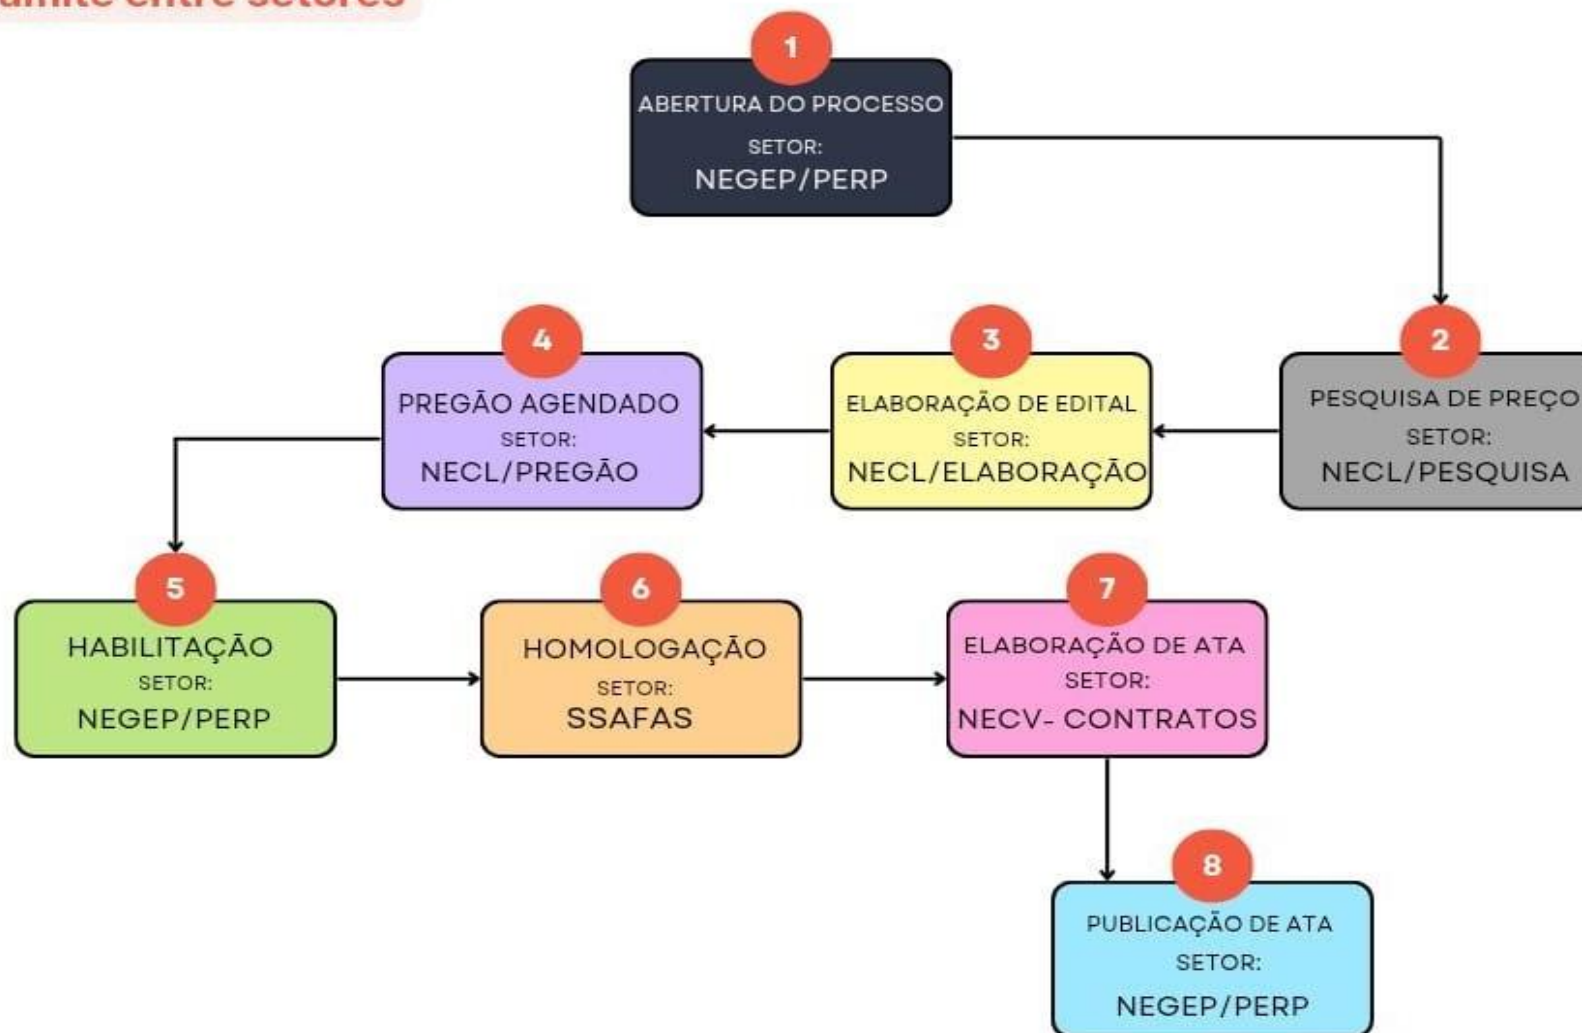 entre setores
1
ABERTURA DO PROCESSO
SETOR:
NEGEP/PERP
2
PESQUISA DE PREÇO
SETOR:
NECL/PESQUISA
3
ELABORAÇÃO DE EDITAL
SETOR:
NECL/ELABORAÇÃO
4
PREGÃO AGENDADO
SETOR:
NECL/PREGÃO
5
HABILITAÇÃO
SETOR:
NEGEP/PERP
6
HOMOLOGAÇÃO
SETOR:
SSAFAS
7
ELABORAÇÃO DE ATA
SETOR:
NECV- CONTRATOS
8
PUBLICAÇÃO DE ATA
SETOR:
NEGEP/PERP